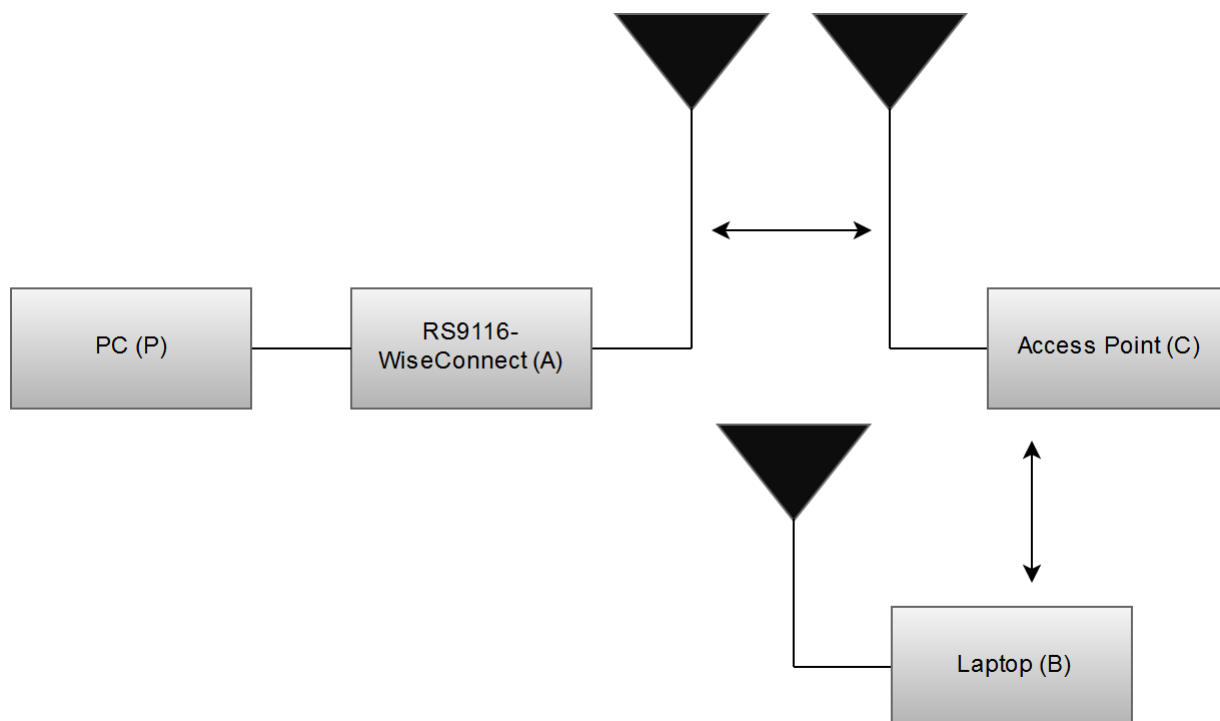 PC (P)
RS9116-
WiseConnect (A)
Access Point (C)
Laptop (B)